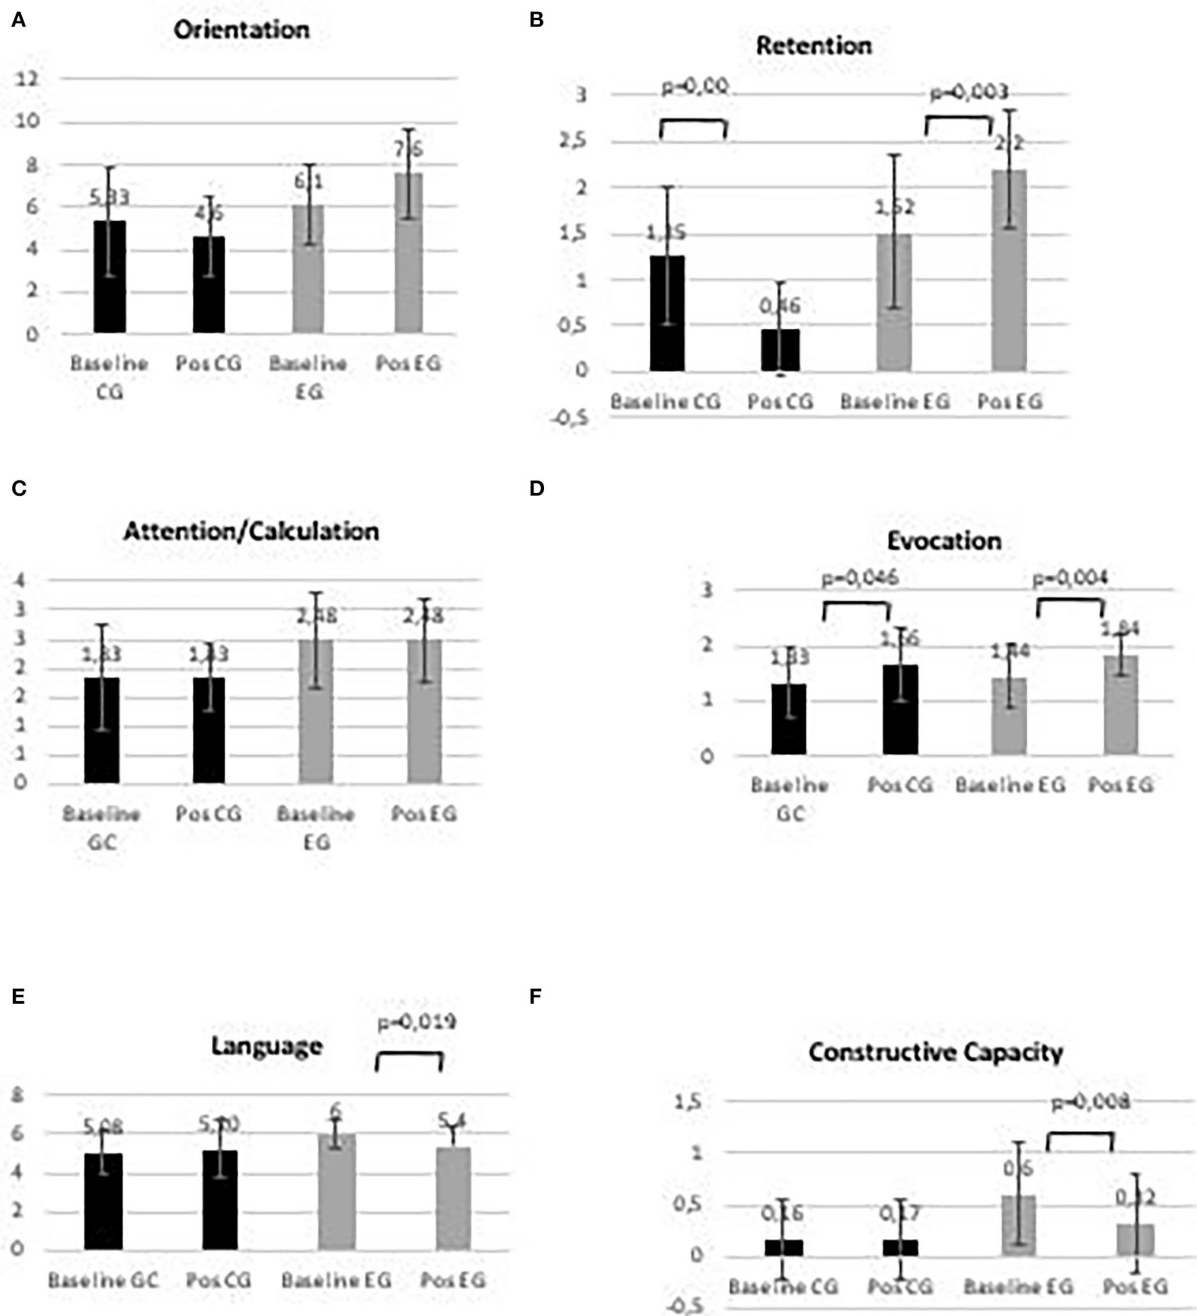 A
Orientation
12
10
8
6
4
2
0
5,33
4,6
6,1
7,6
Baseline
CG
Pos CG
Baseline
EG
Pos EG
B
Retention
p=0,00
p=0,003
3
2,5
2
1,5
1
0,5
0
-0,5
0,46
1,52
2,2
Baseline CG
Pos CG
Baseline EG
Pos EG
C
Attention/Calculation
4
3
3
2
2
1
1
0
1,83
1,83
2,48
2,48
Baseline
GC
Pos CG
Baseline
EG
Pos EG
D
Evocation
p=0,046
p=0,004
3
2
1
0
1,33
1,44
1,84
Baseline
GC
Pos CG
Baseline EG
Pos EG
E
p=0,019
Language
8
6
4
2
0
5,08
6
5,4
Baseline GC
Pos CG
Baseline EG
Pos EG
F
Constructive Capacity
p=0,008
1,5
1
0,5
0
-0,5
0,16
0,17
0,6
0,32
Baseline CG
Pos CG
Baseline EG
Pos EG